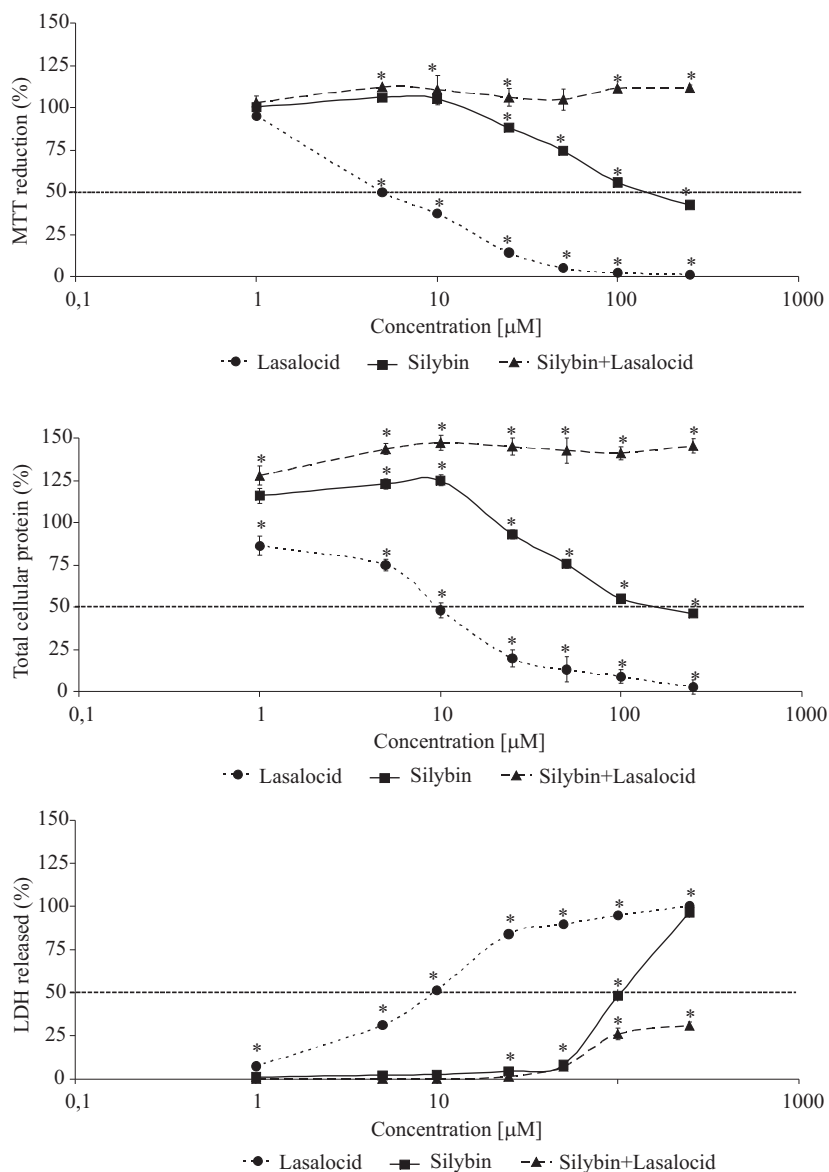 150
125
100
75
50
25
0
MTT reduction (%)
* * * * *
* * * *
* * * * * *
0,1 1 10 100 1000
Concentration [µM]
Lasalocid Silybin Silybin+Lasalocid
150
125
100
75
50
25
0
Total cellular protein (%)
* * * * * * *
* * * * * *
* * * * * * *
0,1 1 10 100 1000
Concentration [µM]
Lasalocid Silybin Silybin+Lasalocid
150
125
100
75
50
25
0
LDH released (%)
* * * * * * *
* * * * *
0,1 1 10 100 1000
Concentration [µM]
Lasalocid Silybin Silybin+Lasalocid